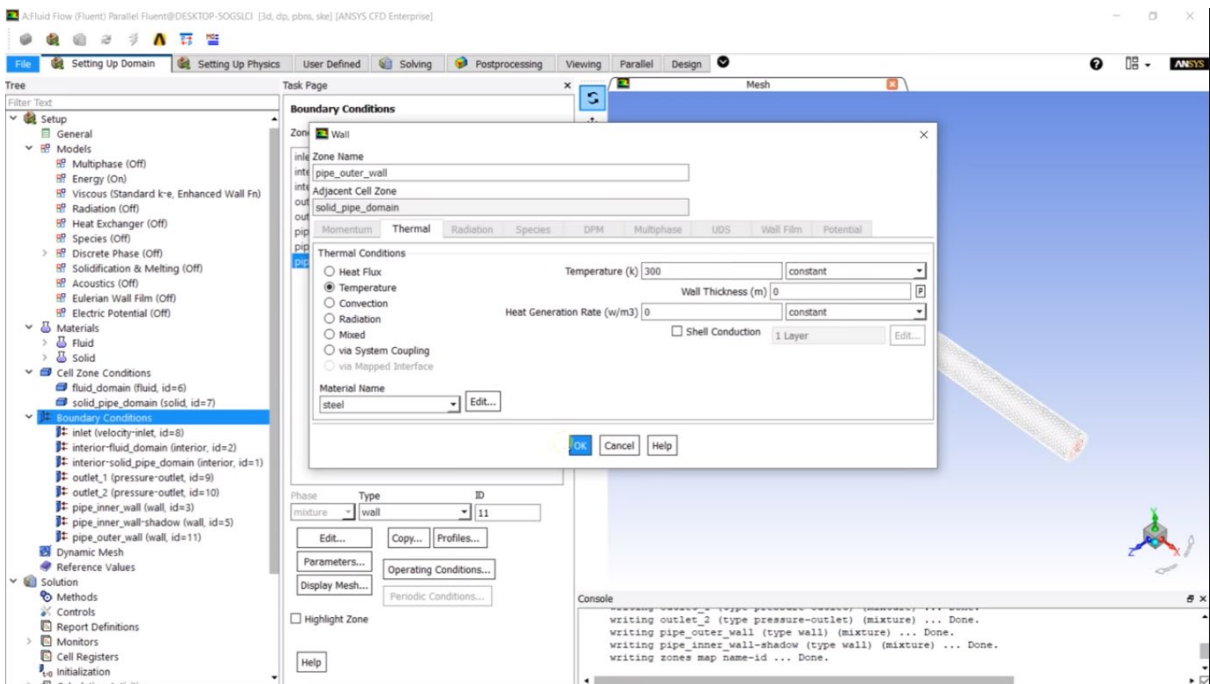 A:Fluid Flow (Fluent) Parallel Fluent@DESKTOP-5OGSLCI [3d, dp, pbns, ske] [ANSYS CFD Enterprise]
File Setting Up Domain Setting Up Physics User Defined Solving Postprocessing Viewing Parallel Design ANSYS
Tree
Filter Text
Setup
General
Models
Multiphase (Off)
Energy (On)
Viscous (Standard k-e, Enhanced Wall Fn)
Radiation (Off)
Heat Exchanger (Off)
Species (Off)
Discrete Phase (Off)
Solidification & Melting (Off)
Acoustics (Off)
Eulerian Wall Film (Off)
Electric Potential (Off)
Materials
Fluid
Solid
Cell Zone Conditions
fluid_domain (fluid, id=6)
solid_pipe_domain (solid, id=7)
Boundary Conditions
inlet (velocity-inlet, id=8)
interior-fluid_domain (interior, id=2)
interior-solid_pipe_domain (interior, id=1)
outlet_1 (pressure-outlet, id=9)
outlet_2 (pressure-outlet, id=10)
pipe_inner_wall (wall, id=3)
pipe_inner_wall-shadow (wall, id=5)
pipe_outer_wall (wall, id=11)
Dynamic Mesh
Reference Values
Solution
Methods
Controls
Report Definitions
Monitors
Cell Registers
Initialization
Task Page
Boundary Conditions
Mesh
Wall
Zone Name
pipe_outer_wall
Adjacent Cell Zone
solid_pipe_domain
Momentum Thermal Radiation Species DPM Multiphase UDS Wall Film Potential
Thermal Conditions
Heat Flux
Temperature
Convection
Radiation
Mixed
via System Coupling
via Mapped Interface
Material Name
steel Edit...
Temperature (k) 300 constant
Wall Thickness (m) 0 P
Heat Generation Rate (w/m3) 0 constant
Shell Conduction 1 Layer Edit...
OK Cancel Help
Phase Type ID
mixture wall 11
Edit... Copy... Profiles...
Parameters... Operating Conditions...
Display Mesh... Periodic Conditions...
Highlight Zone
Help
Console
writing outlet_2 (type pressure-outlet) (mixture) ... Done.
writing pipe_outer_wall (type wall) (mixture) ... Done.
writing pipe_inner_wall-shadow (type wall) (mixture) ... Done.
writing zones map name-id ... Done.